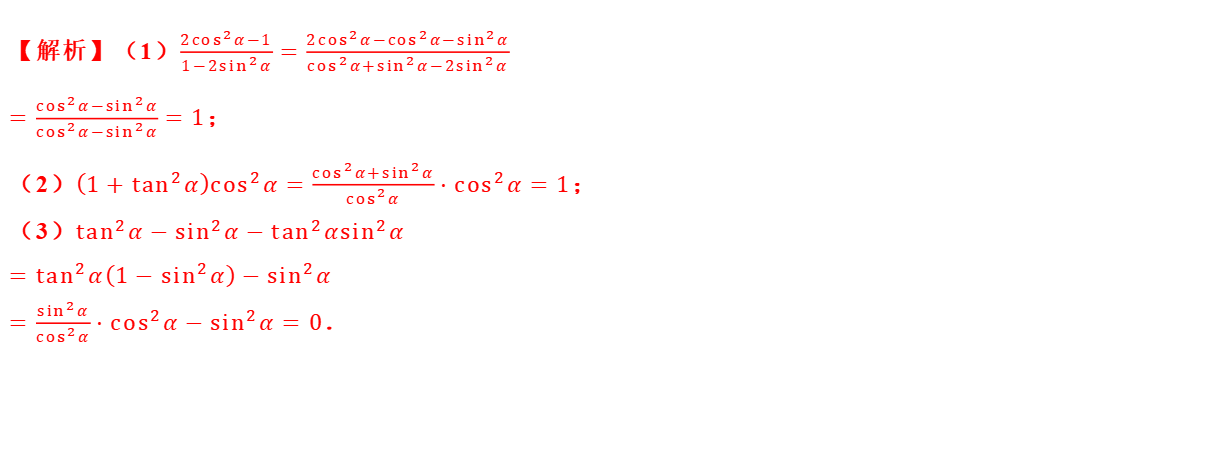 【解析】（1）$\frac{2\cos^2\alpha-1}{1-2\sin^2\alpha}=\frac{2\cos^2\alpha-\cos^2\alpha-\sin^2\alpha}{\cos^2\alpha+\sin^2\alpha-2\sin^2\alpha}$
$=\frac{\cos^2\alpha-\sin^2\alpha}{\cos^2\alpha-\sin^2\alpha}=1$；
（2）$(1+\tan^2\alpha)\cos^2\alpha=\frac{\cos^2\alpha+\sin^2\alpha}{\cos^2\alpha}\cdot\cos^2\alpha=1$；
（3）$\tan^2\alpha-\sin^2\alpha-\tan^2\alpha\sin^2\alpha$
$=\tan^2\alpha(1-\sin^2\alpha)-\sin^2\alpha$
$=\frac{\sin^2\alpha}{\cos^2\alpha}\cdot\cos^2\alpha-\sin^2\alpha=0$．